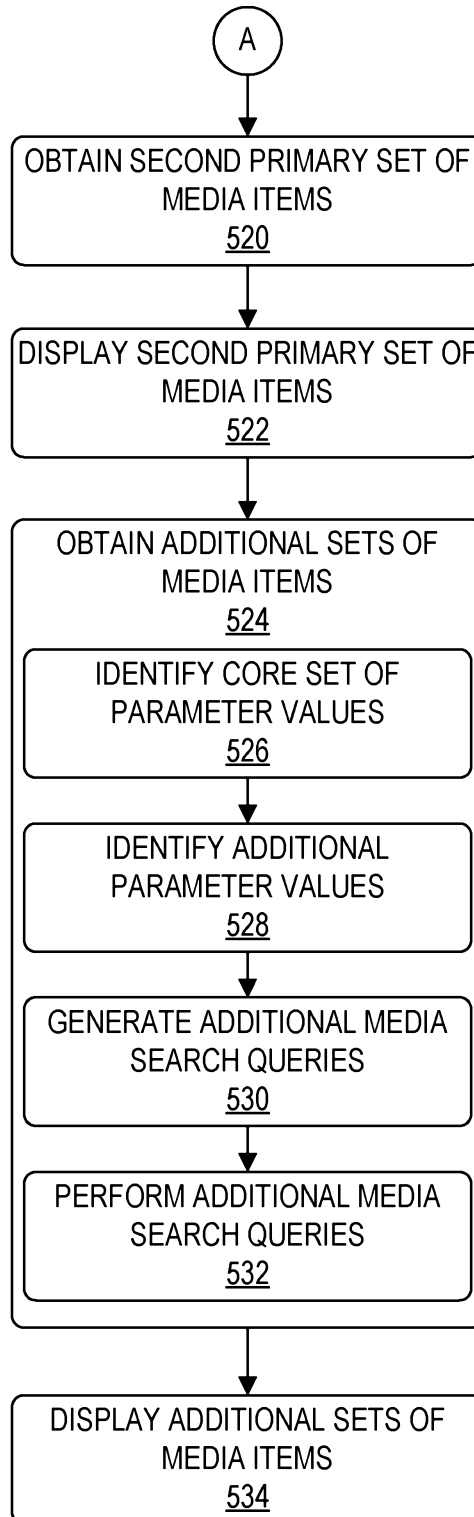 A
OBTAIN SECOND PRIMARY SET OF
MEDIA ITEMS
520
DISPLAY SECOND PRIMARY SET OF
MEDIA ITEMS
522
OBTAIN ADDITIONAL SETS OF
MEDIA ITEMS
524
IDENTIFY CORE SET OF
PARAMETER VALUES
526
IDENTIFY ADDITIONAL
PARAMETER VALUES
528
GENERATE ADDITIONAL MEDIA
SEARCH QUERIES
530
PERFORM ADDITIONAL MEDIA
SEARCH QUERIES
532
DISPLAY ADDITIONAL SETS OF
MEDIA ITEMS
534